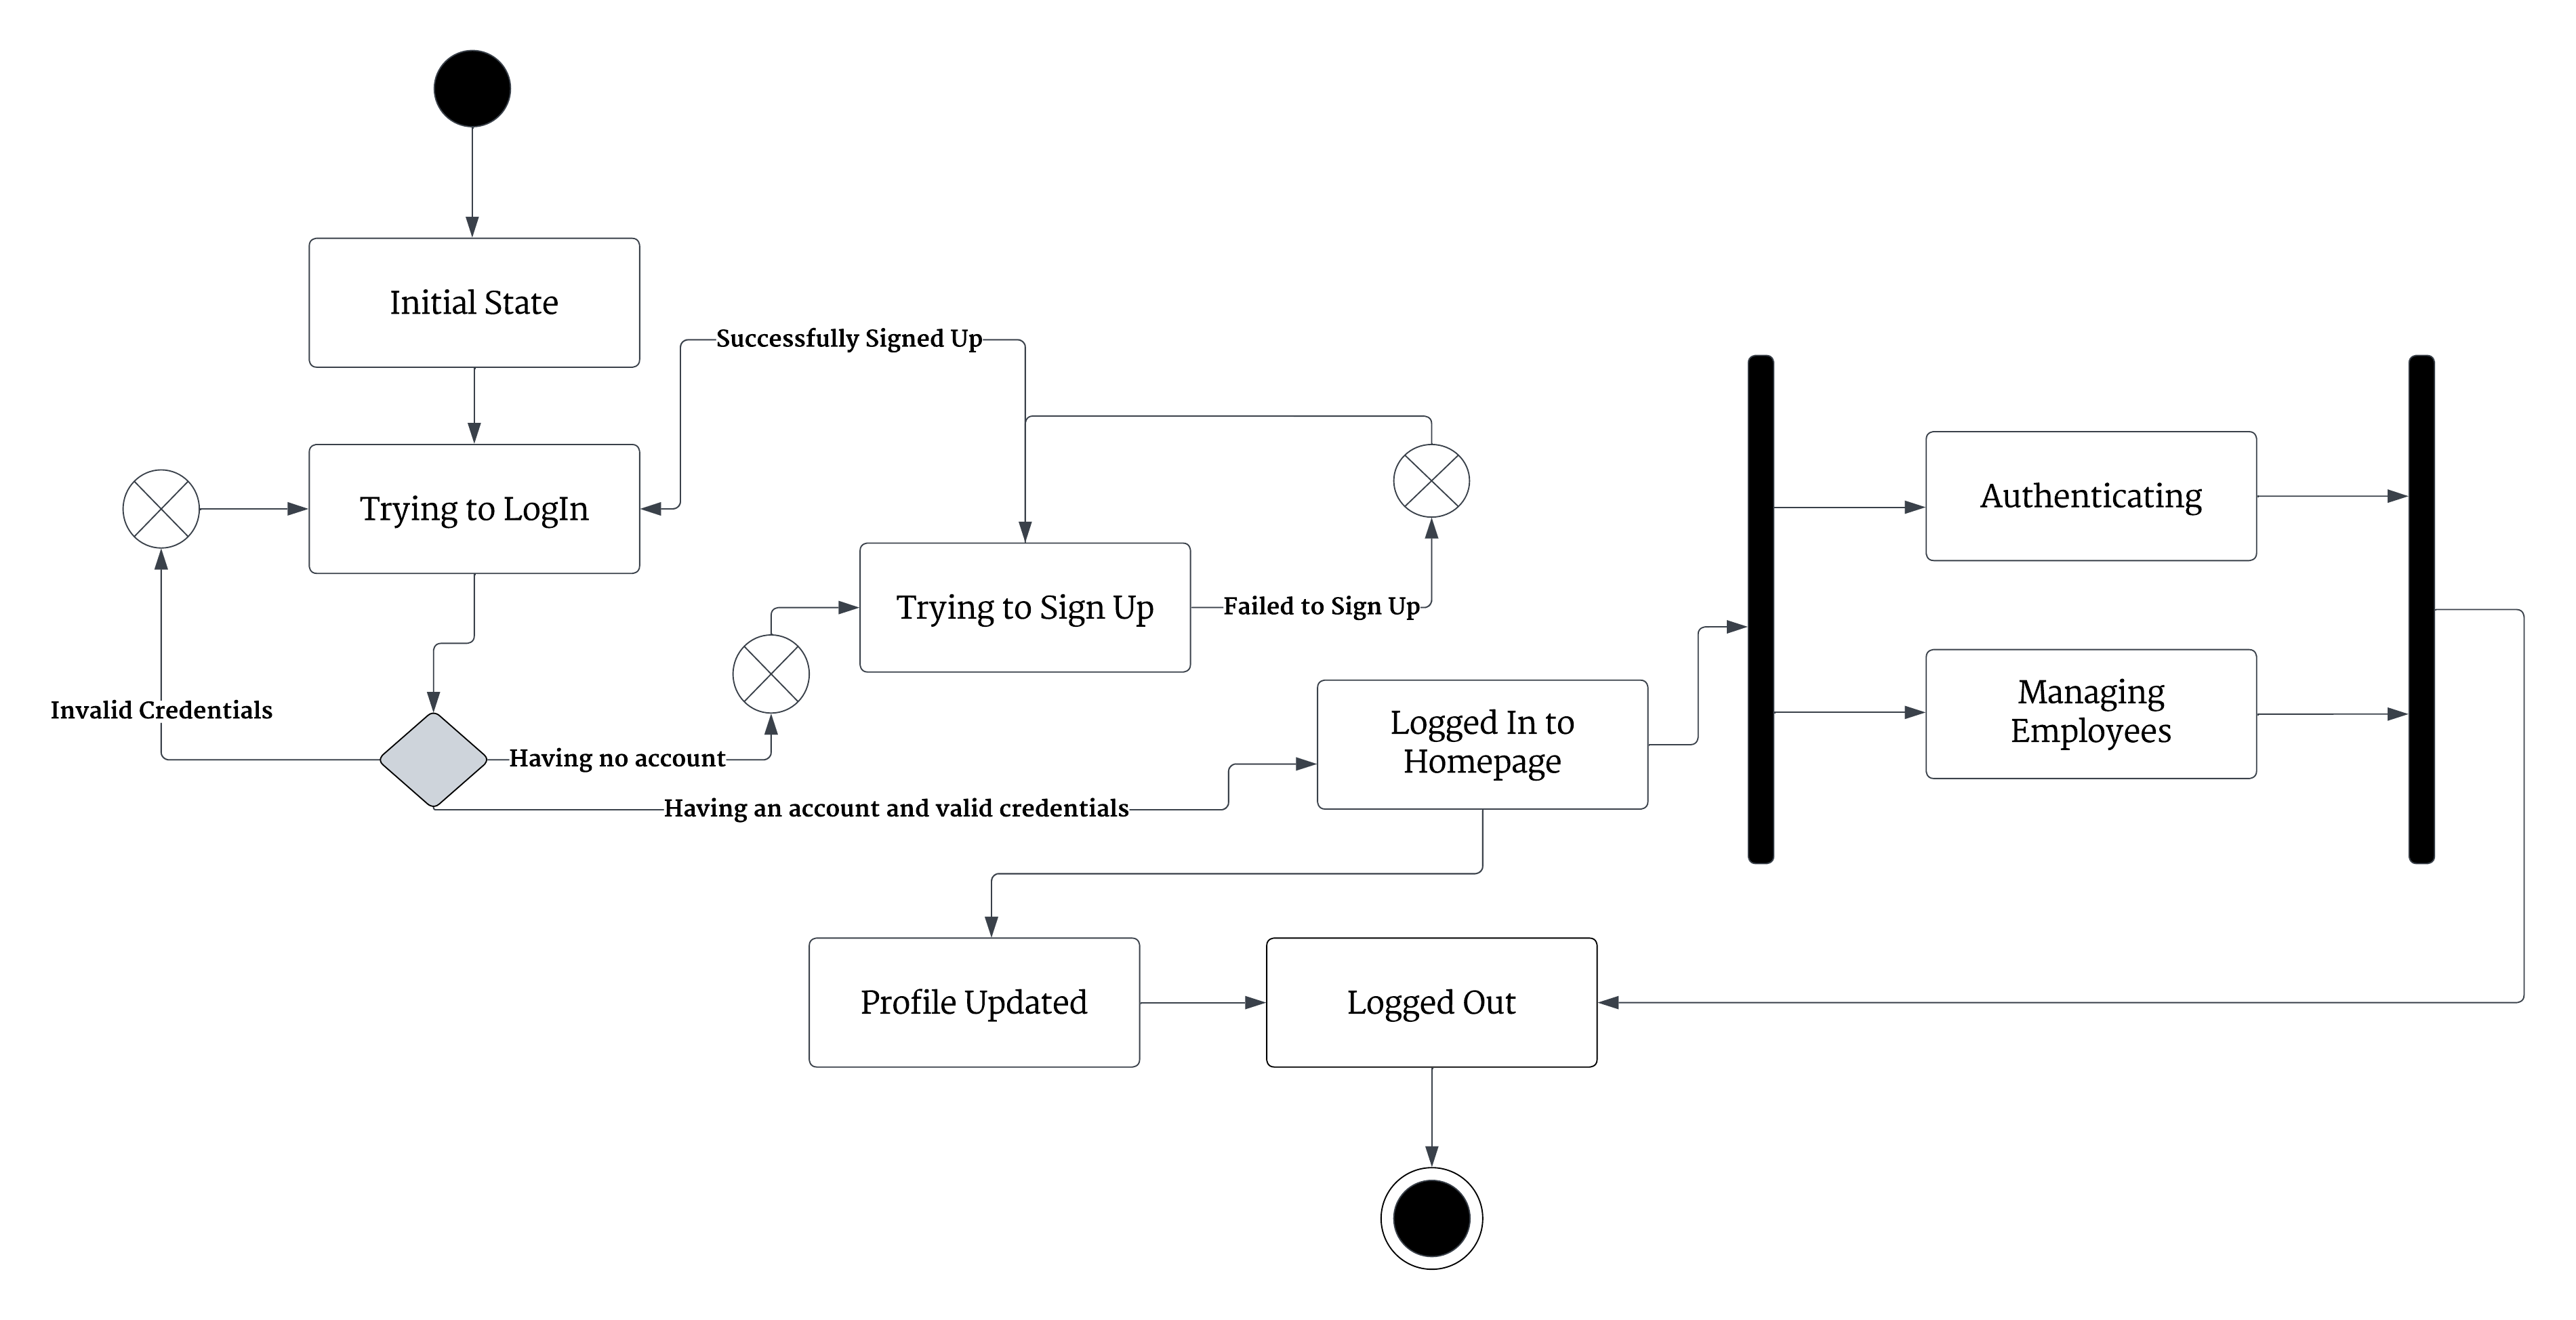 Initial State
Successfully Signed Up
Trying to LogIn
Authenticating
Trying to Sign Up
Failed to Sign Up
Invalid Credentials
Having no account
Logged In to
Homepage
Managing
Employees
Having an account and valid credentials
Profile Updated
Logged Out